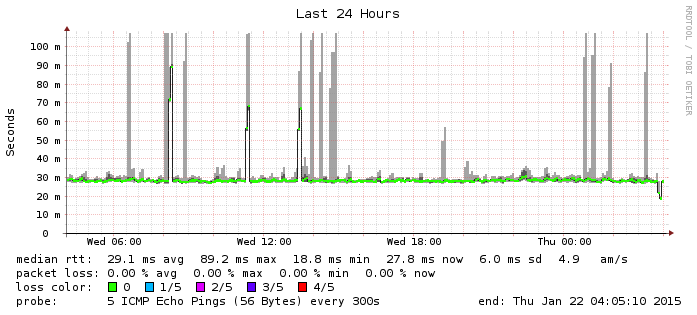 Last 24 Hours
RRDTOOL / TOBI OETIKER
Seconds
100 m
90 m
80 m
70 m
60 m
50 m
40 m
30 m
20 m
10 m
0
Wed 06:00 Wed 12:00 Wed 18:00 Thu 00:00
median rtt: 29.1 ms avg 89.2 ms max 18.8 ms min 27.8 ms now 6.0 ms sd 4.9 am/s
packet loss: 0.00 % avg 0.00 % max 0.00 % min 0.00 % now
loss color: 0 1/5 2/5 3/5 4/5
probe: 5 ICMP Echo Pings (56 Bytes) every 300s end: Thu Jan 22 04:05:10 2015